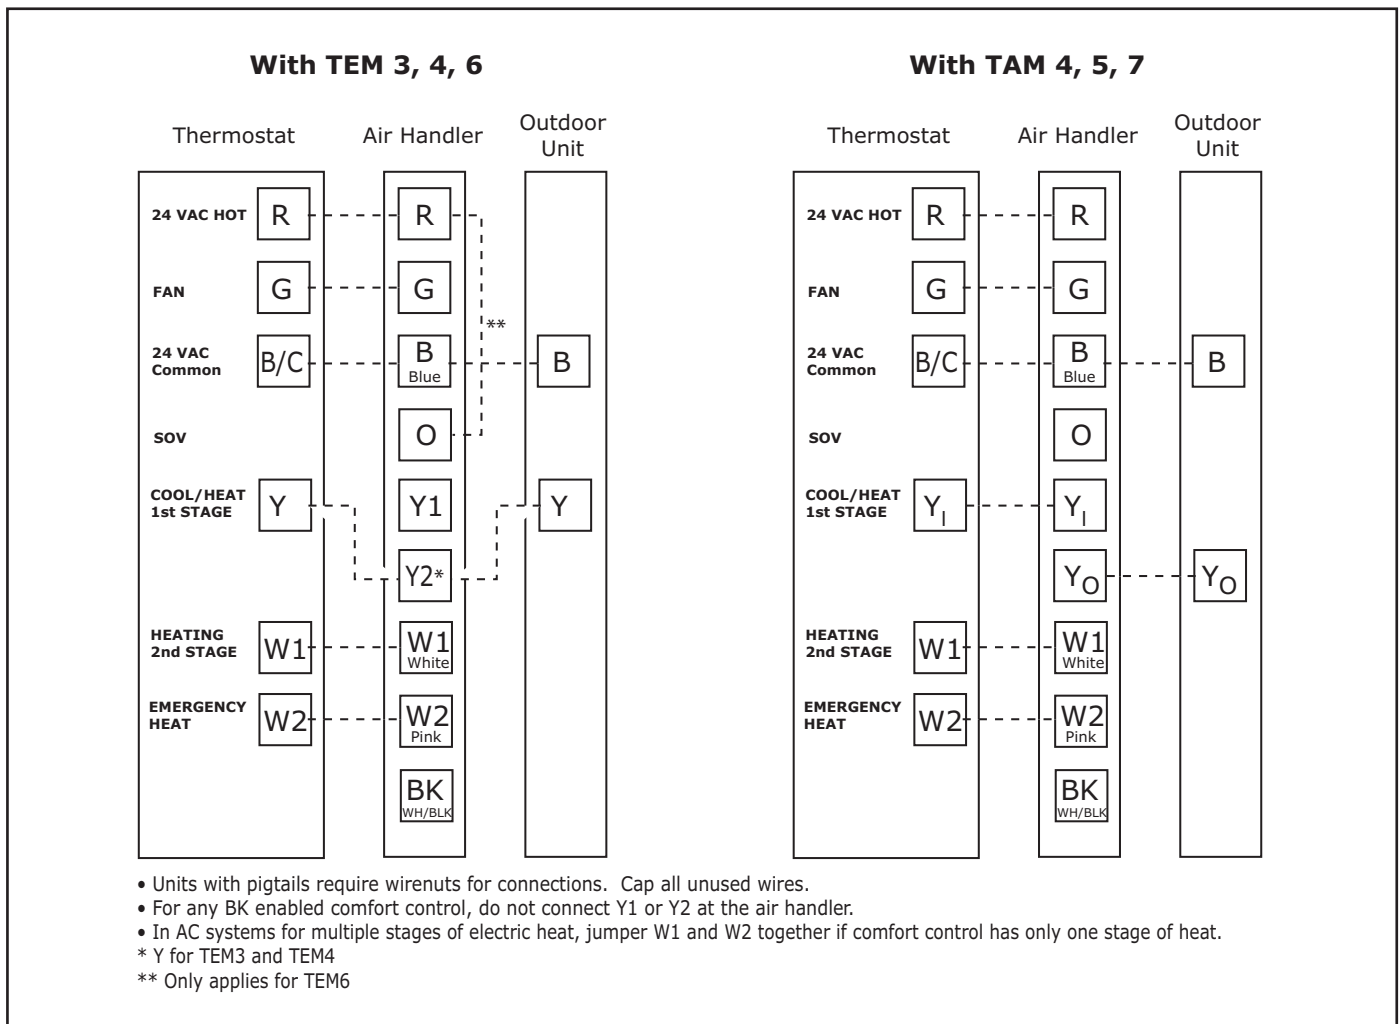 With TEM 3, 4, 6
Thermostat
Air Handler
Outdoor
Unit
24 VAC HOT
R
R
FAN
G
G
**
24 VAC
Common
B/C
B
Blue
B
SOV
O
COOL/HEAT
1st STAGE
Y
Y1
Y
Y2*
HEATING
2nd STAGE
W1
W1
White
EMERGENCY
HEAT
W2
W2
Pink
BK
WH/BLK
With TAM 4, 5, 7
Thermostat
Air Handler
Outdoor
Unit
24 VAC HOT
R
R
FAN
G
G
24 VAC
Common
B/C
B
Blue
B
SOV
O
COOL/HEAT
1st STAGE
YI
YI
YO
YO
HEATING
2nd STAGE
W1
W1
White
EMERGENCY
HEAT
W2
W2
Pink
BK
WH/BLK
• Units with pigtails require wirenuts for connections.  Cap all unused wires.
• For any BK enabled comfort control, do not connect Y1 or Y2 at the air handler.
• In AC systems for multiple stages of electric heat, jumper W1 and W2 together if comfort control has only one stage of heat.
* Y for TEM3 and TEM4
** Only applies for TEM6